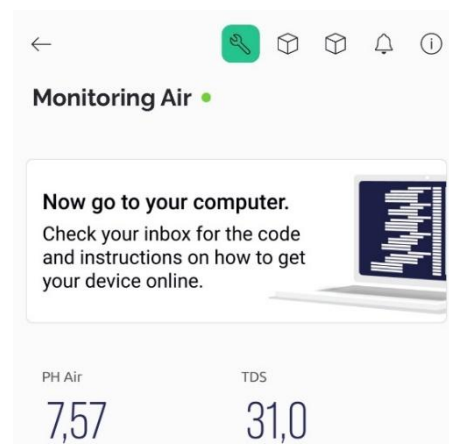 Monitoring Air
Now go to your computer.
Check your inbox for the code
and instructions on how to get
your device online.
PH Air TDS
7,57 31,0